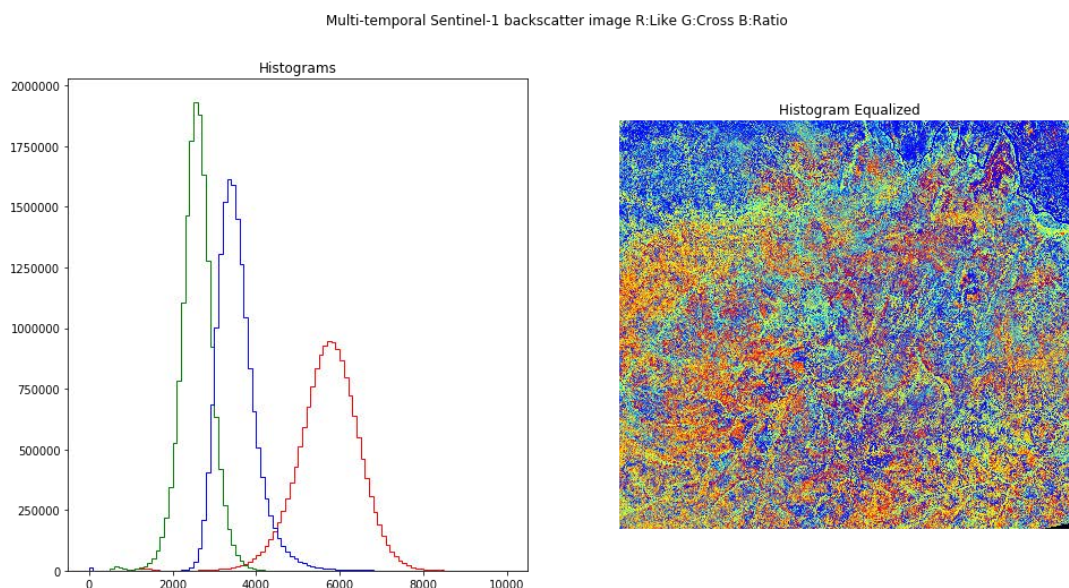 Multi-temporal Sentinel-1 backscatter image R:Like G:Cross B:Ratio
Histograms
2000000
1750000
1500000
1250000
1000000
750000
500000
250000
0
0 2000 4000 6000 8000 10000
Histogram Equalized